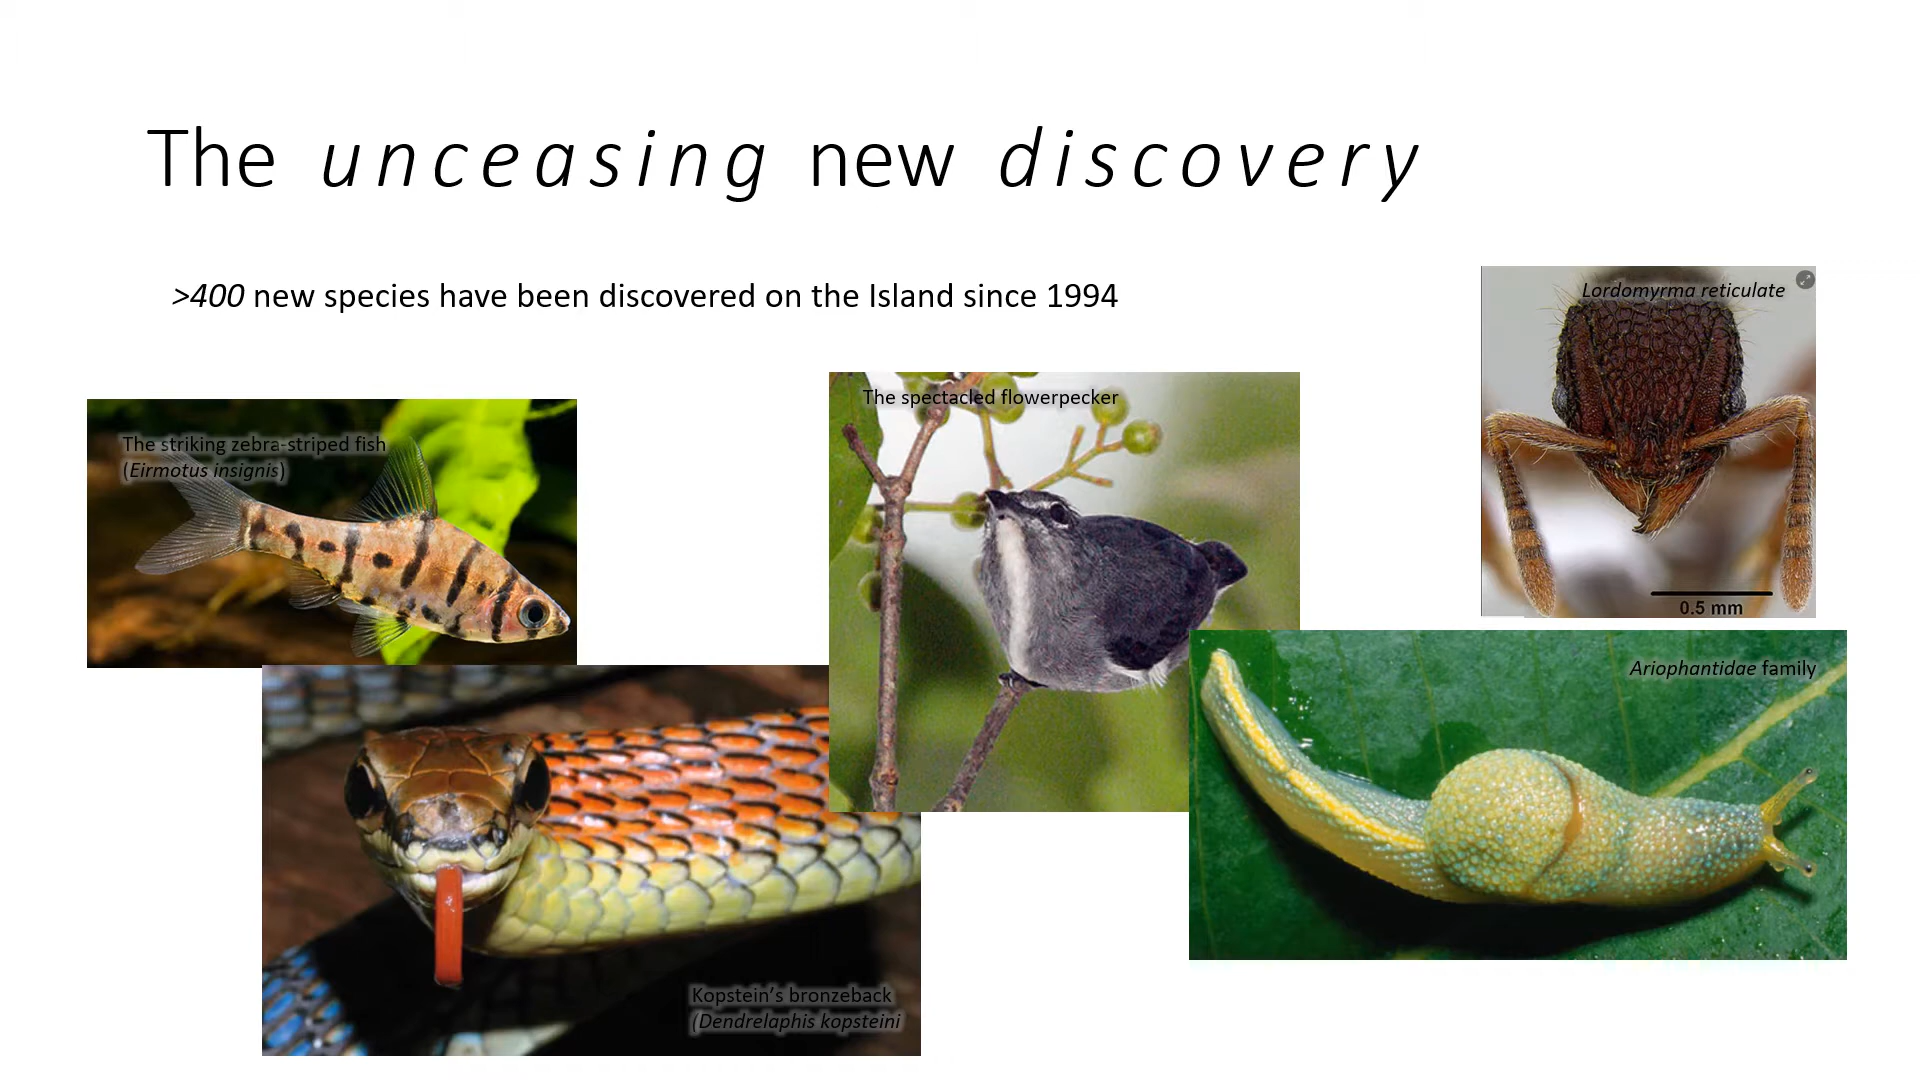 The unceasing new discovery
>400 new species have been discovered on the Island since 1994
Lordomyrma reticulate
0.5 mm
The spectacled flowerpecker
The striking zebra-striped fish
(Eirmotus insignis)
Ariophantidae family
Kopstein’s bronzeback
(Dendrelaphis kopsteini